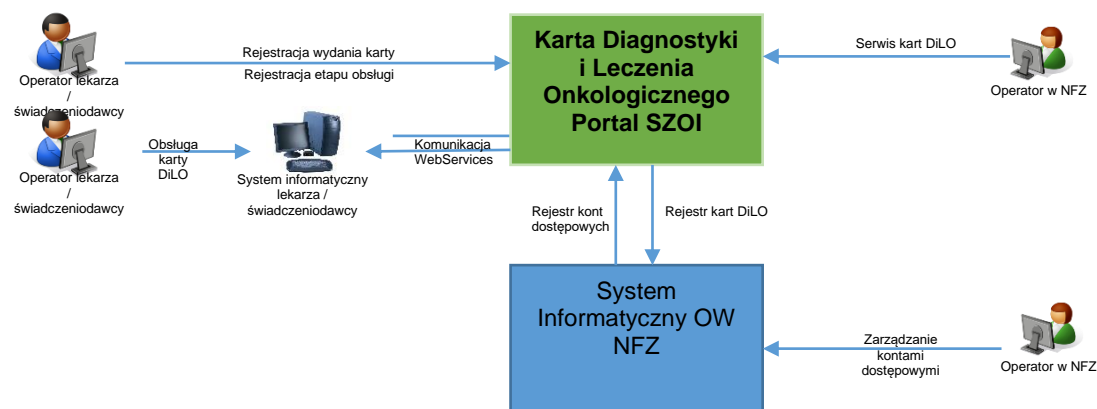 Karta Diagnostyki
i Leczenia
Onkologicznego
Portal SZOI
Rejestracja wydania karty
Rejestracja etapu obsługi
Serwis kart DiLO
Operator lekarza
/
świadczeniodawcy
Operator w NFZ
Obsługa
karty
DiLO
Komunikacja
WebServices
Operator lekarza
/
świadczeniodawcy
System informatyczny
lekarza /
świadczeniodawcy
Rejestr kont
dostępowych
Rejestr kart DiLO
System
Informatyczny OW
NFZ
Zarządzanie
kontami
dostępowymi
Operator w NFZ